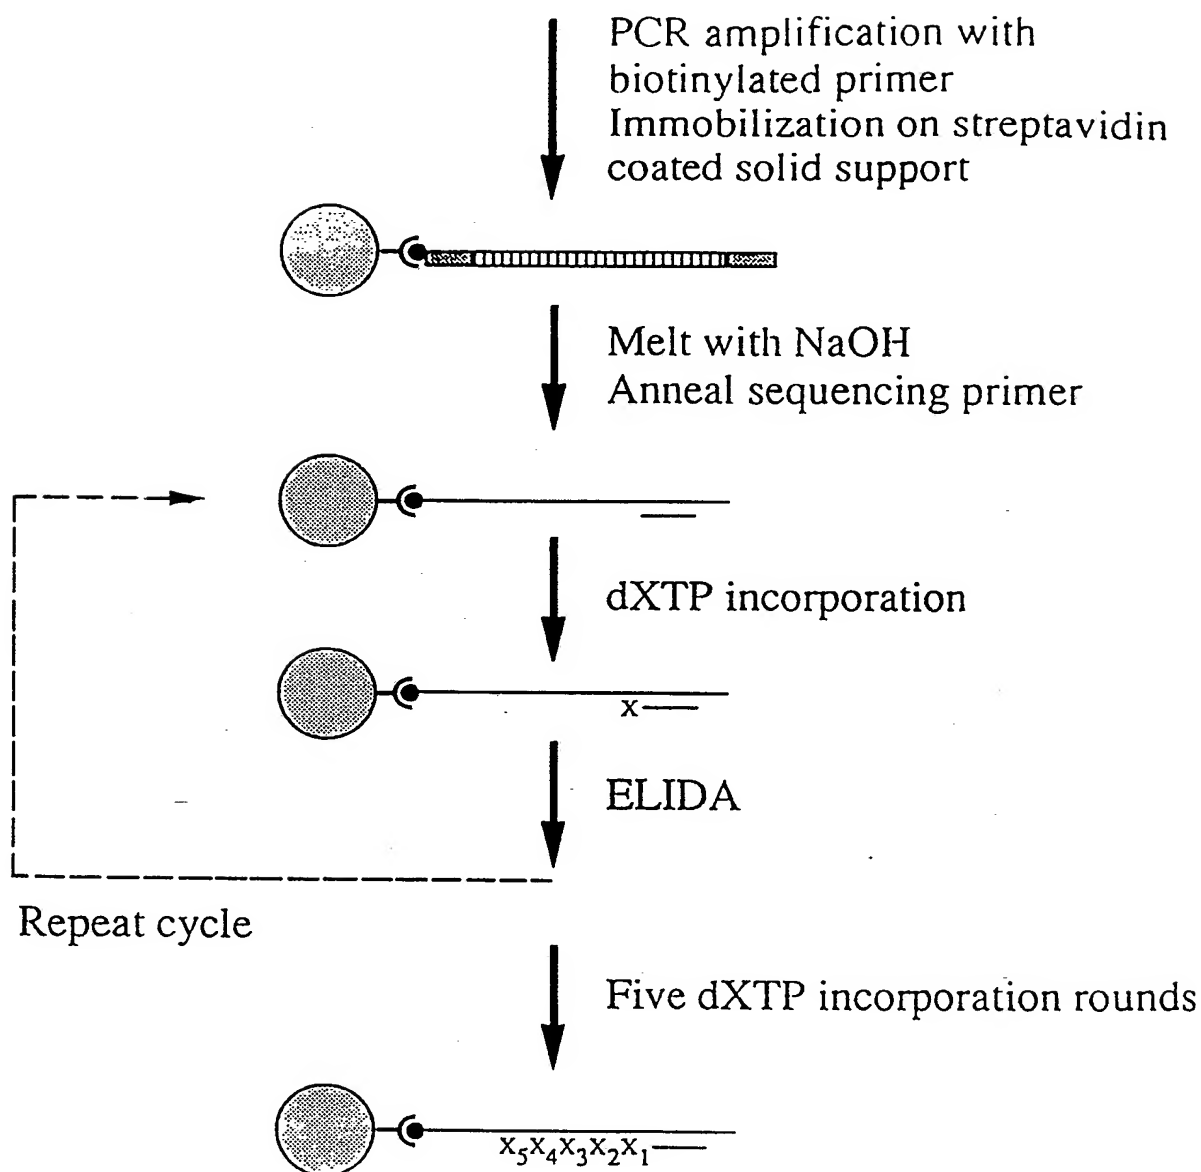 PCR amplification with
biotinylated primer
Immobilization on streptavidin
coated solid support
Melt with NaOH
Anneal sequencing primer
dXTP incorporation
X
ELIDA
Repeat cycle
Five dXTP incorporation rounds
X₅X₄X₃X₂X₁